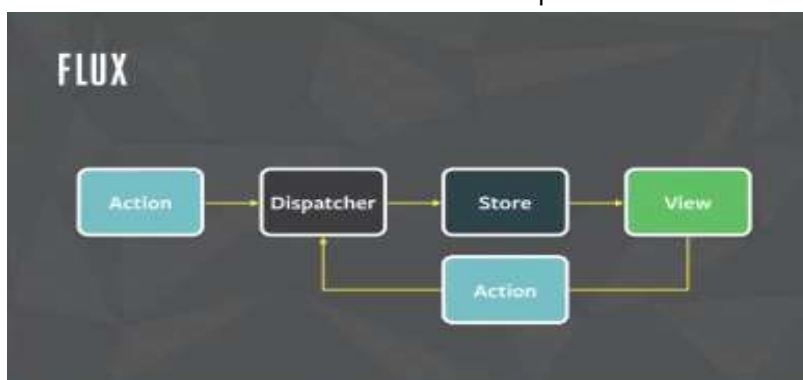 FLUX
Action
Dispatcher
Store
View
Action